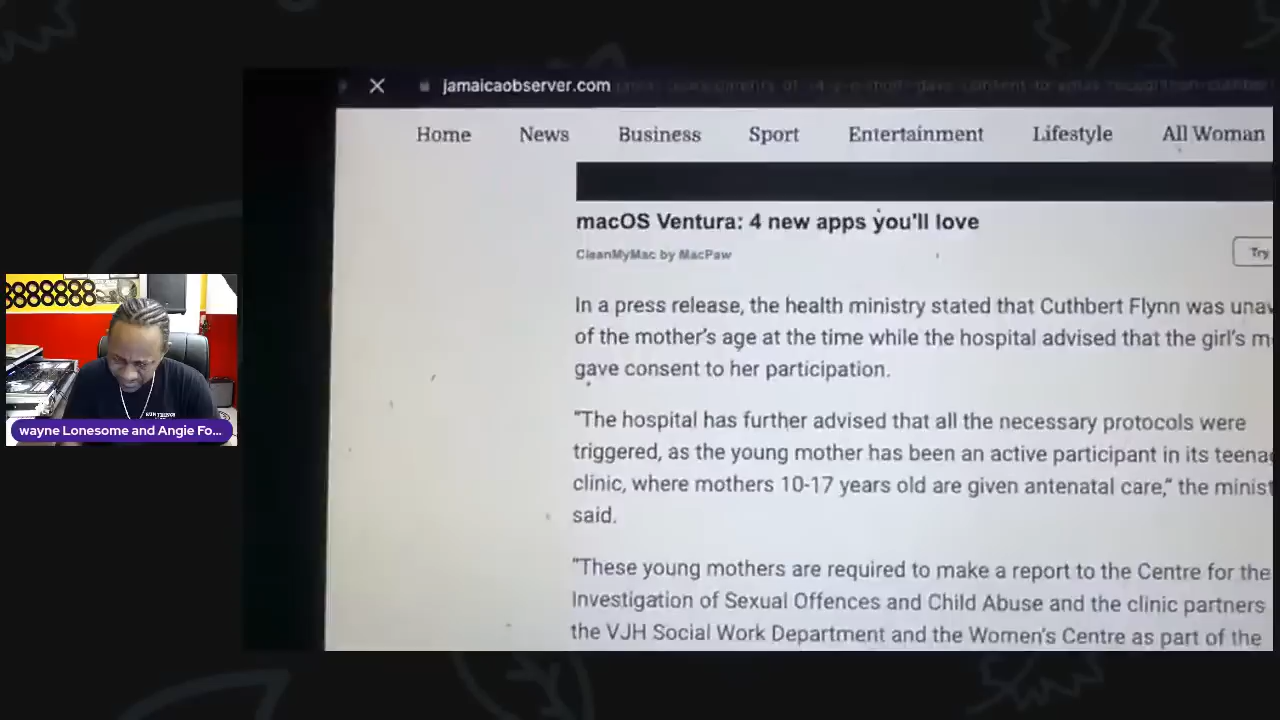 jamaicaobserver.com
Home News Business Sport Entertainment Lifestyle All Woman
macOS Ventura: 4 new apps you'll love
CleanMyMac by MacPaw
Try
In a press release, the health ministry stated that Cuthbert Flynn was
of the mother's age at the time while the hospital advised that the girl's
gave consent to her participation.
"The hospital has further advised that all the necessary protocols were
triggered, as the young mother has been an active participant in its
clinic, where mothers 10-17 years old are given antenatal care," the
said.
"These young mothers are required to make a report to the Centre for the
Investigation of Sexual Offences and Child Abuse and the clinic partners
the VJH Social Work Department and the Women's Centre as part of the
wayne Lonesome and Angie Fo...